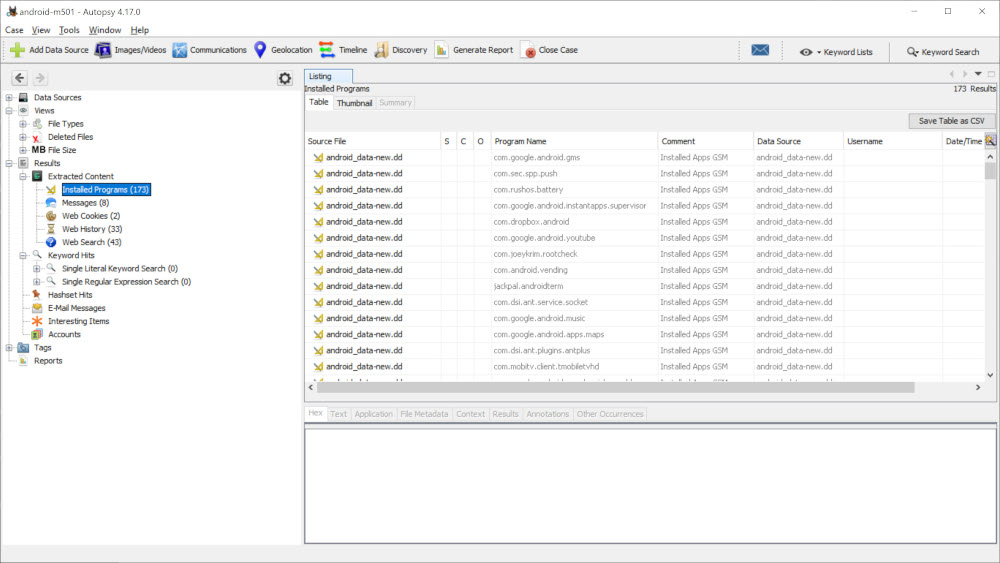 android-m501 - Autopsy 4.17.0
Case View Tools Window Help
Add Data Source Images/Videos Communications Geolocation Timeline Discovery Generate Report Close Case Keyword Lists Keyword Search
Data Sources
Views
File Types
Deleted Files
MB File Size
Results
Extracted Content
Installed Programs (173)
Messages (8)
Web Cookies (2)
Web History (33)
Web Search (43)
Keyword Hits
Single Literal Keyword Search (0)
Single Regular Expression Search (0)
Hashset Hits
E-Mail Messages
Interesting Items
Accounts
Tags
Reports
Listing
Installed Programs 173 Results
Table Thumbnail Summary
Save Table as CSV
Source File S C O Program Name Comment Data Source Username Date/Time
android_data-new.dd com.google.android.gms Installed Apps GSM android_data-new.dd
android_data-new.dd com.sec.spp.push Installed Apps GSM android_data-new.dd
android_data-new.dd com.rushos.battery Installed Apps GSM android_data-new.dd
android_data-new.dd com.google.android.instantapps.supervisor Installed Apps GSM android_data-new.dd
android_data-new.dd com.dropbox.android Installed Apps GSM android_data-new.dd
android_data-new.dd com.google.android.youtube Installed Apps GSM android_data-new.dd
android_data-new.dd com.joeykrim.rootcheck Installed Apps GSM android_data-new.dd
android_data-new.dd com.android.vending Installed Apps GSM android_data-new.dd
android_data-new.dd jackpal.androidterm Installed Apps GSM android_data-new.dd
android_data-new.dd com.dsi.ant.service.socket Installed Apps GSM android_data-new.dd
android_data-new.dd com.google.android.music Installed Apps GSM android_data-new.dd
android_data-new.dd com.google.android.apps.maps Installed Apps GSM android_data-new.dd
android_data-new.dd com.dsi.ant.plugins.antplus Installed Apps GSM android_data-new.dd
android_data-new.dd com.mobitv.client.tmobiletvhd Installed Apps GSM android_data-new.dd
Hex Text Application File Metadata Context Results Annotations Other Occurrences